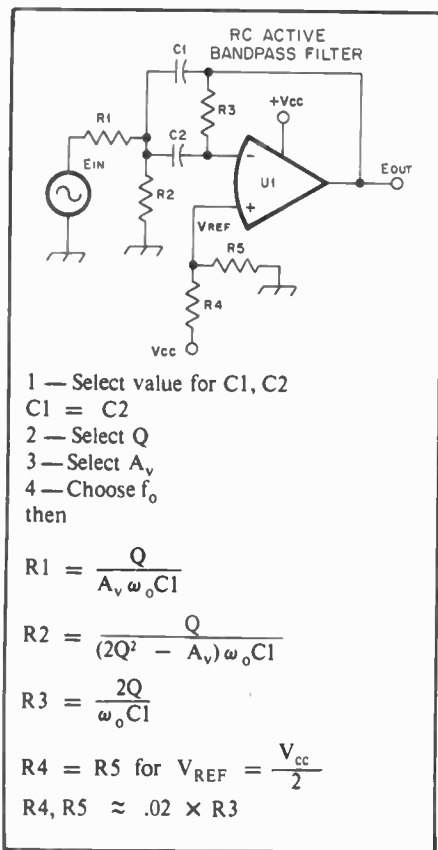 RC ACTIVE
BANDPASS FILTER
C1
R1
R3
+Vcc
C2
EIN
EOUT
R2
U1
−
+
VREF
R5
R4
Vcc
1 — Select value for C1, C2
C1 = C2
2 — Select Q
3 — Select Av
4 — Choose fo
then
R1 = Q / (Av ωo C1)
R2 = Q / ((2Q² − Av) ωo C1)
R3 = 2Q / (ωo C1)
R4 = R5 for VREF = Vcc / 2
R4, R5 ≈ .02 × R3